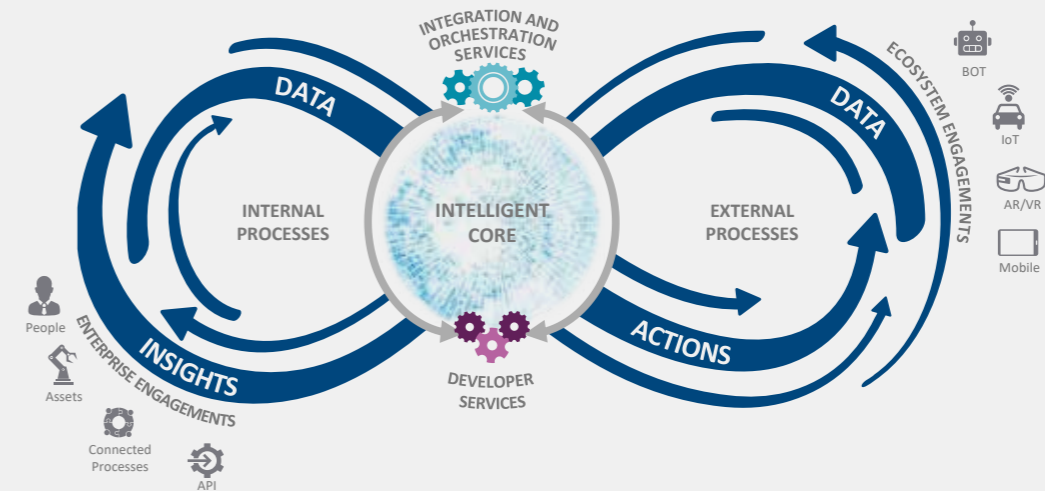 INTEGRATION AND
ORCHESTRATION
SERVICES
BOT
DATA
DATA
ECOSYSTEM ENGAGEMENTS
IoT
AR/VR
INTERNAL
PROCESSES
INTELLIGENT
CORE
EXTERNAL
PROCESSES
Mobile
People
ENTERPRISE ENGAGEMENTS
INSIGHTS
ACTIONS
Assets
DEVELOPER
SERVICES
Connected
Processes
API